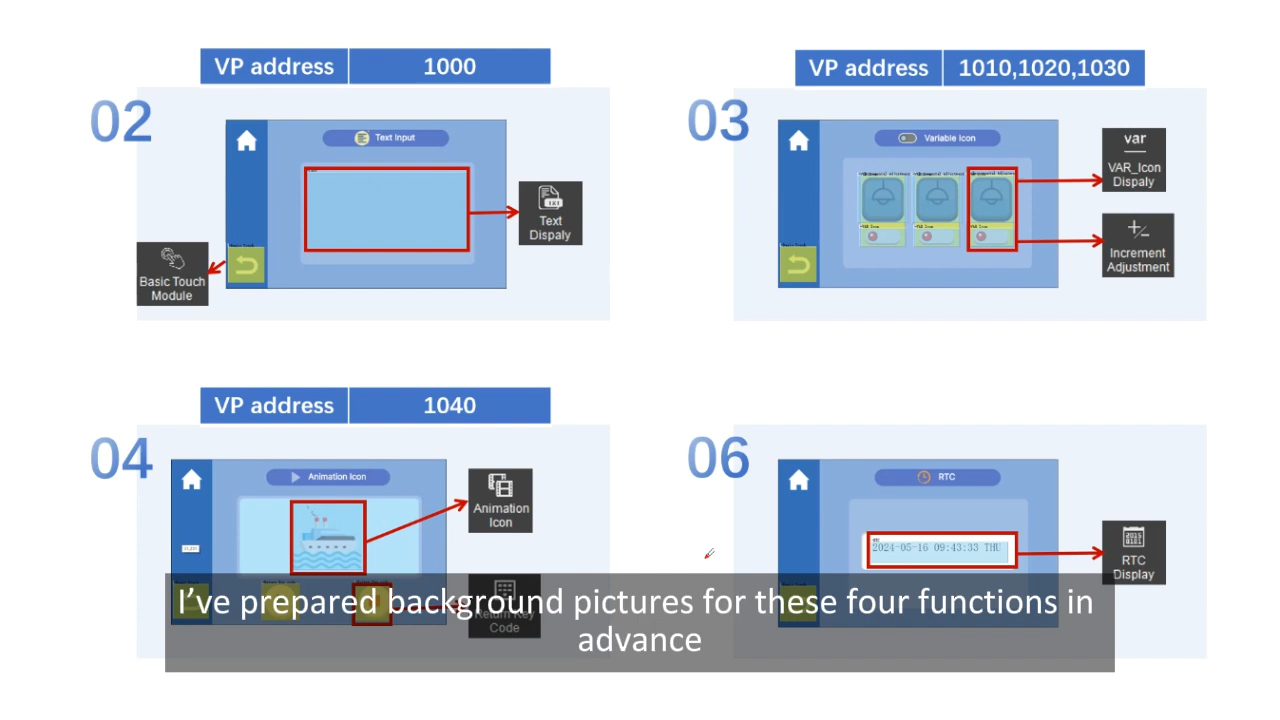 VP address 1000
02
Text Input
Text
Dispaly
Basic Touch
Module
VP address 1010,1020,1030
03
Variable Icon
var
VAR_Icon
Dispaly
Increment
Adjustment
VP address 1040
04
Animation Icon
Animation
Icon
Return Key
Code
06
RTC
2024-05-16 09:43:33 THU
RTC
Display
I’ve prepared background pictures for these four functions in
advance